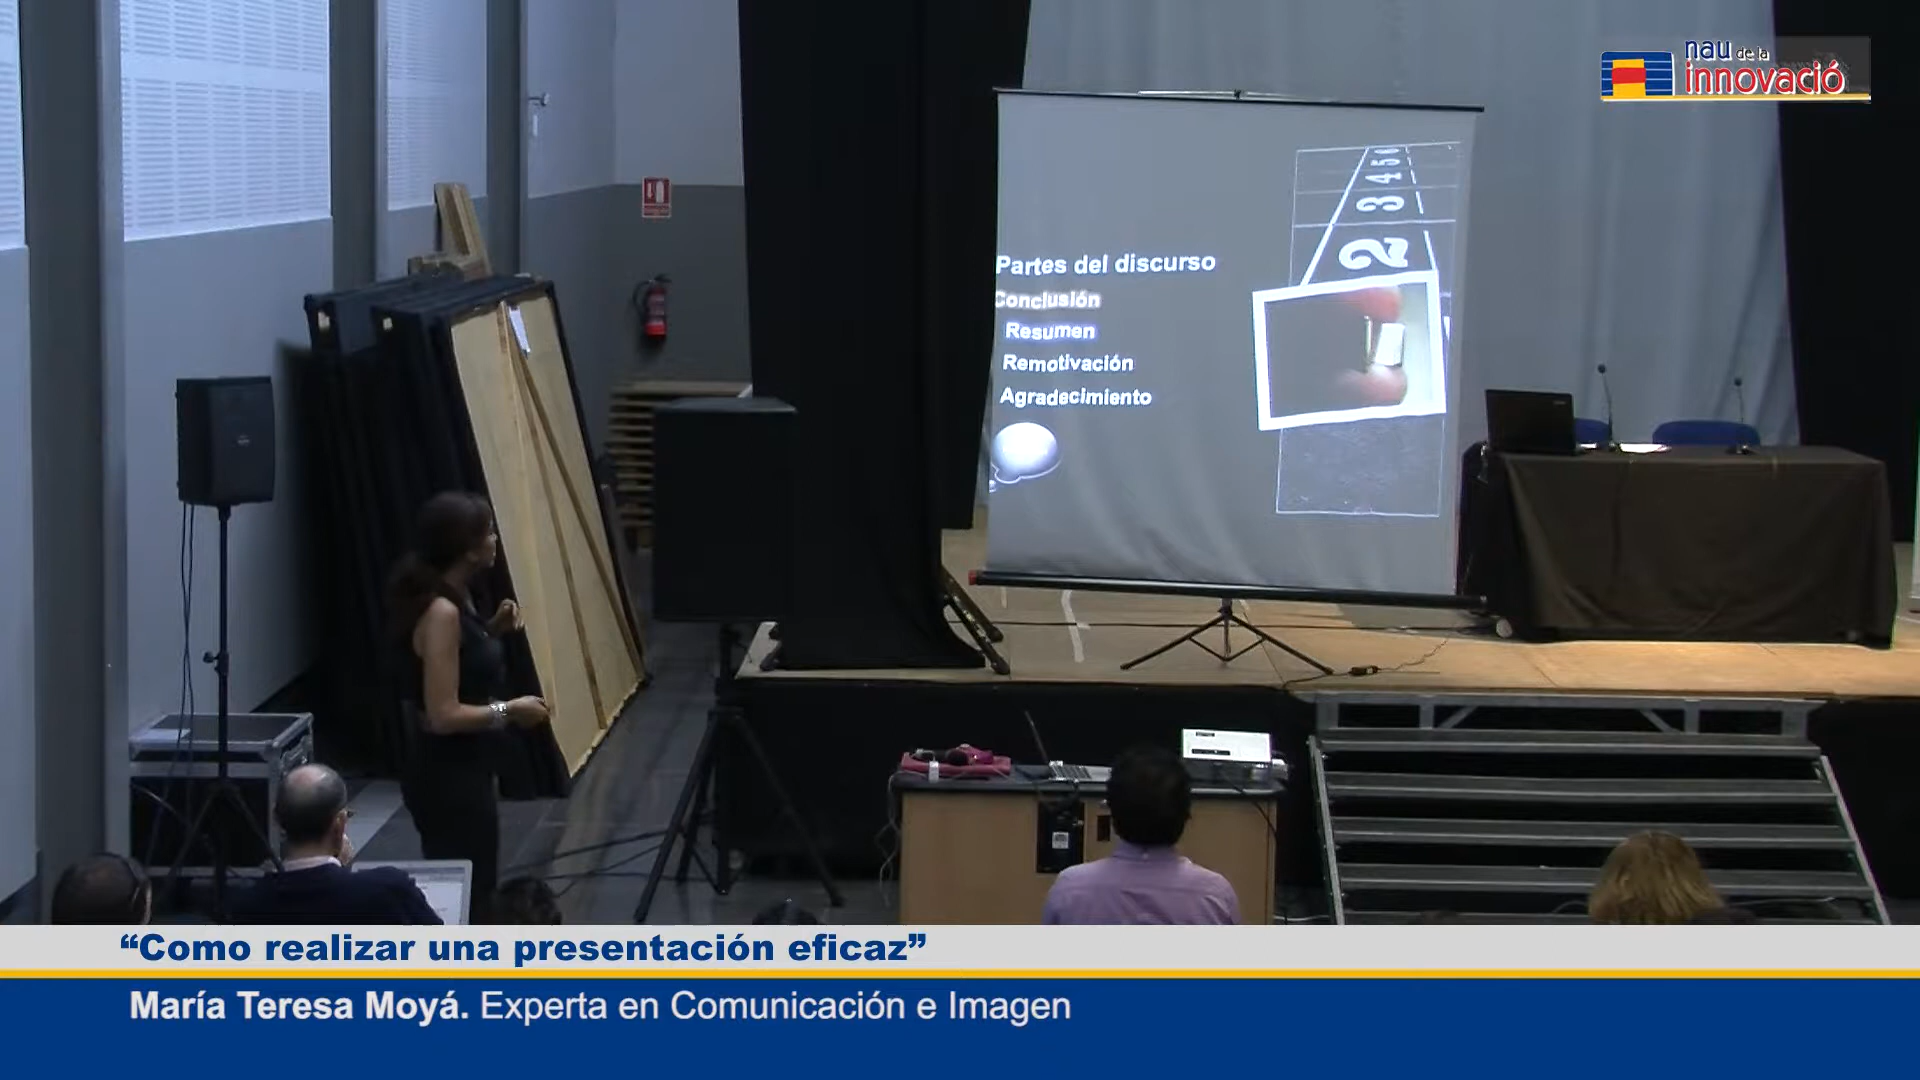 nau de la
innovació
6
5
4
3
2
Partes del discurso
Conclusión
Resumen
Remotivación
Agradecimiento
“Como realizar una presentación eficaz”
María Teresa Moyá. Experta en Comunicación e Imagen